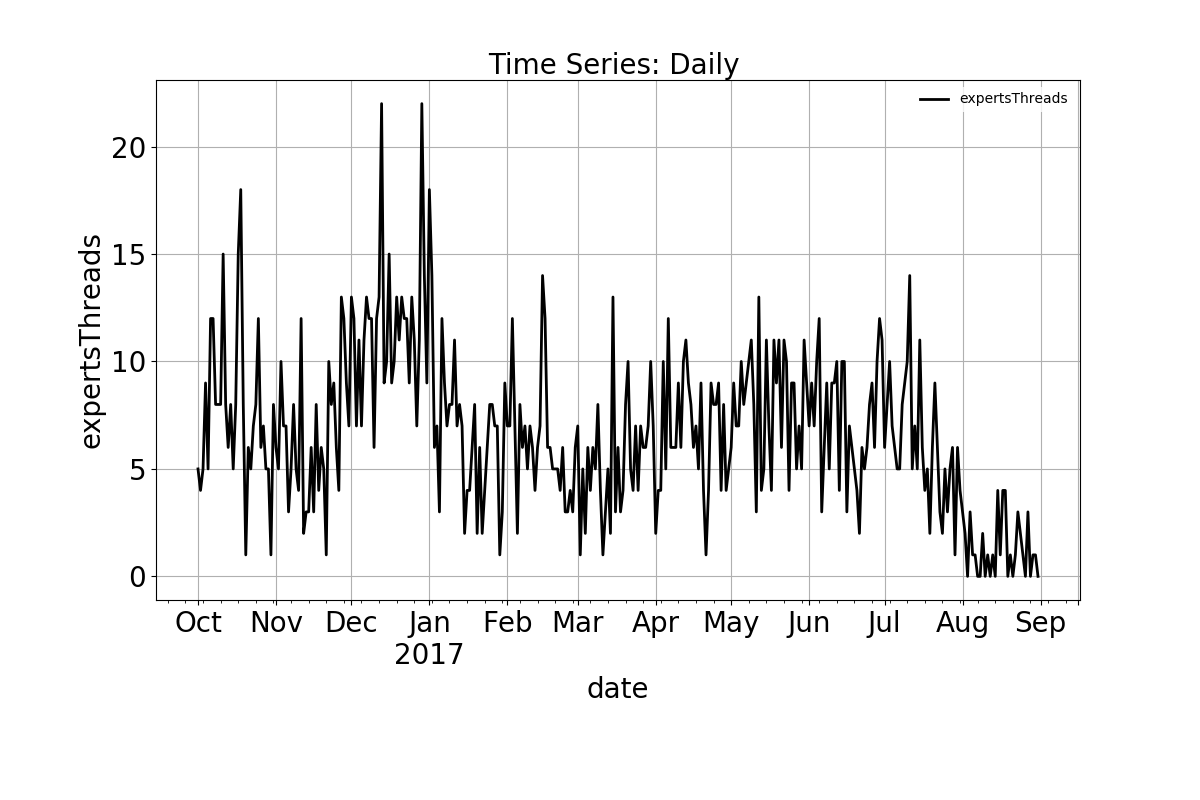 Time Series: Daily
expertsThreads
expertsThreads
20
15
10
5
0
Oct Nov Dec Jan Feb Mar Apr May Jun Jul Aug Sep
2017
date